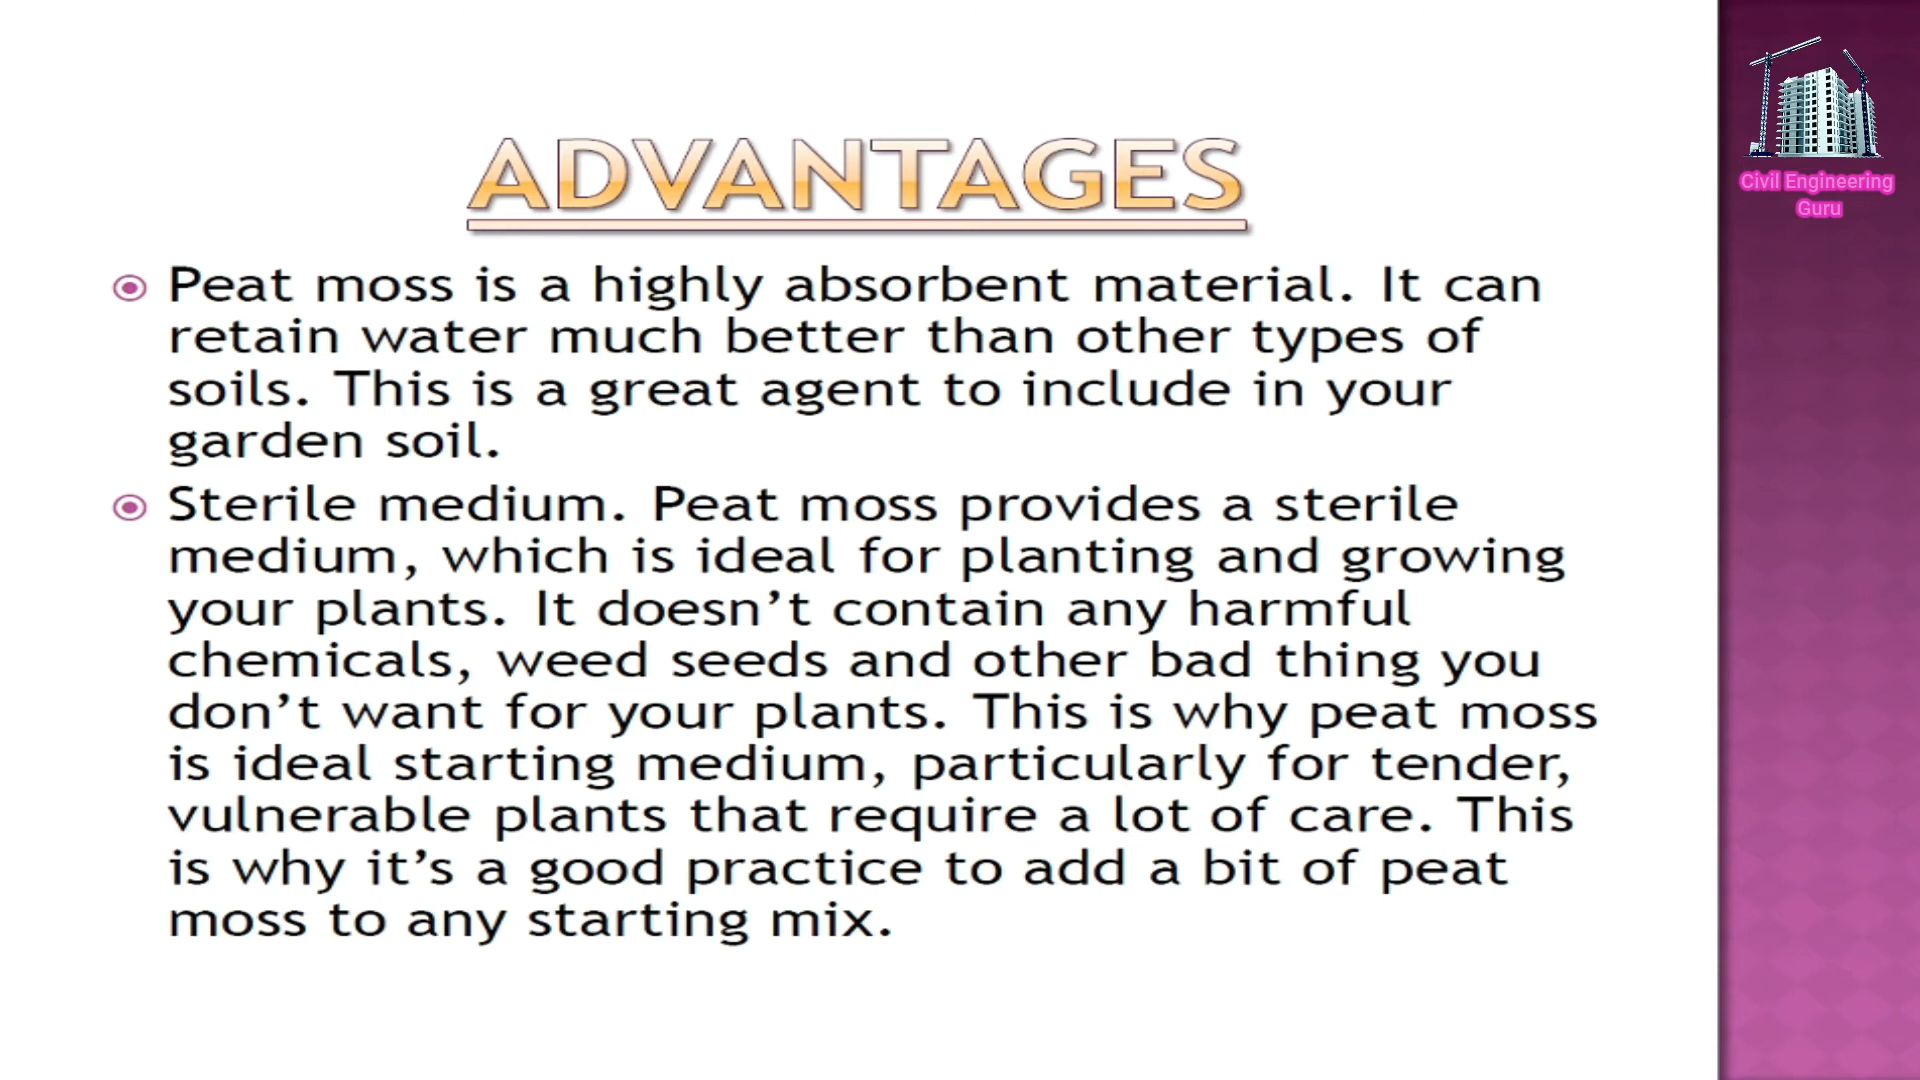 ADVANTAGES
Peat moss is a highly absorbent material. It can
retain water much better than other types of
soils. This is a great agent to include in your
garden soil.
Sterile medium. Peat moss provides a sterile
medium, which is ideal for planting and growing
your plants. It doesn’t contain any harmful
chemicals, weed seeds and other bad thing you
don’t want for your plants. This is why peat moss
is ideal starting medium, particularly for tender,
vulnerable plants that require a lot of care. This
is why it’s a good practice to add a bit of peat
moss to any starting mix.
Civil Engineering
Guru